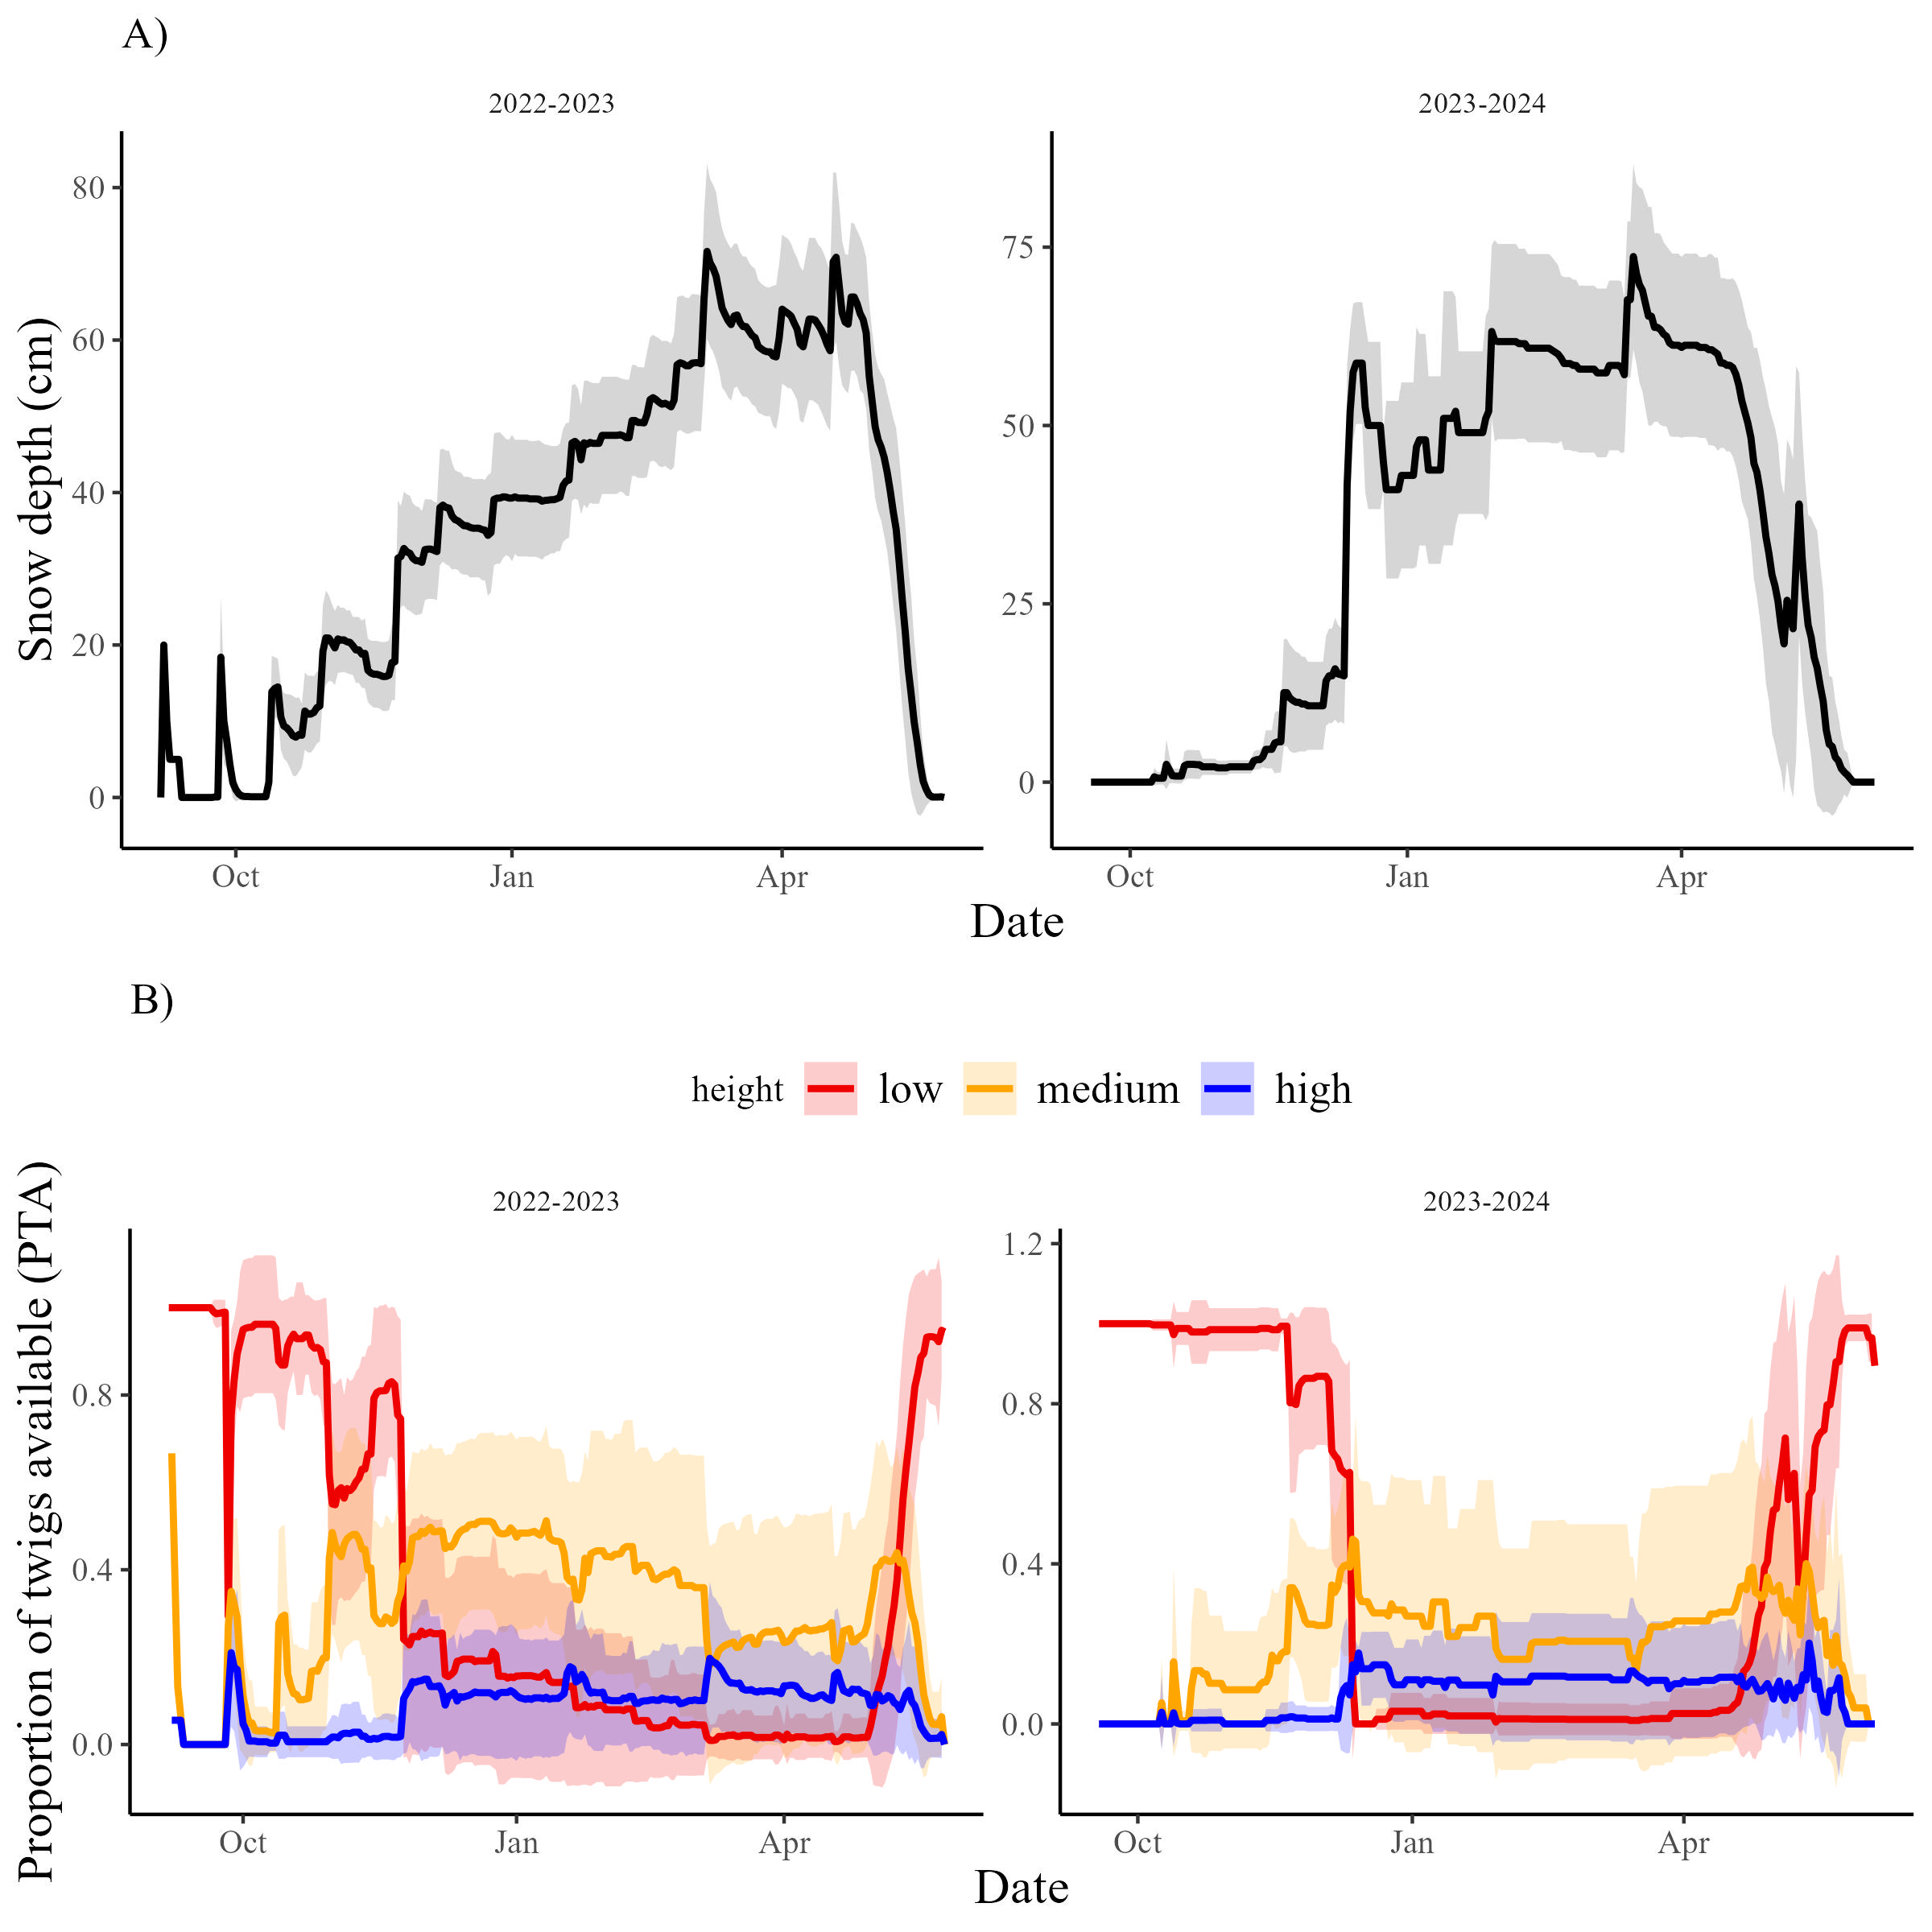 A)
2022-2023 2023-2024
Snow depth (cm)
80
60
40
20
0
75
50
25
0
Oct Jan Apr
Oct Jan Apr
Date
B)
height low medium high
2022-2023 2023-2024
Proportion of twigs available (PTA)
0.8
0.4
0.0
1.2
0.8
0.4
0.0
Oct Jan Apr
Oct Jan Apr
Date